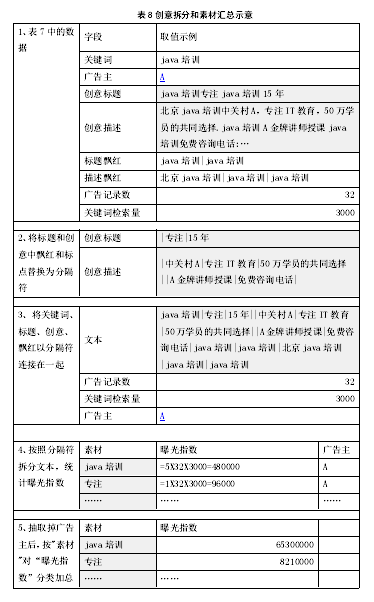 表 8 创意拆分和素材汇总示意
1、表 7 中的数据
字段 取值示例
关键词 java 培训
广告主 A
创意标题 java 培训专注 java 培训 15 年
创意描述
北京 java 培训中关村 A，专注 IT 教育，50 万学
员的共同选择. java 培训 A 金牌讲师授课 java
培训免费咨询电话:…
标题飘红 java 培训|java 培训
描述飘红 北京 java 培训|java 培训|java 培训
广告记录数 32
关键词检索量 3000
2、将标题和创
意中飘红和标
点替换为分隔
符
创意标题 |专注|15 年
创意描述
|中关村 A|专注 IT 教育|50 万学员的共同选择
||A 金牌讲师授课|免费咨询电话|
3、将关键词、
标题、创意、
飘红以分隔符
连接在一起
文本
java 培训|专注|15 年||中关村 A|专注 IT 教育
|50 万学员的共同选择||A 金牌讲师授课|免费咨
询电话|java 培训|java 培训|北京 java 培训
|java 培训|java 培训
广告记录数 32
关键词检索量 3000
广告主 A
4、按照分隔符
拆分文本，统
计曝光指数
素材 曝光指数 广告主
java 培训 =5X32X3000=480000 A
专注 =1X32X3000=96000 A
…… …… ……
5、抽取掉广告
主后，按"素材
"对“曝光指
数”分类加总
素材 曝光指数
java 培训 65300000
专注 8210000
…… ……